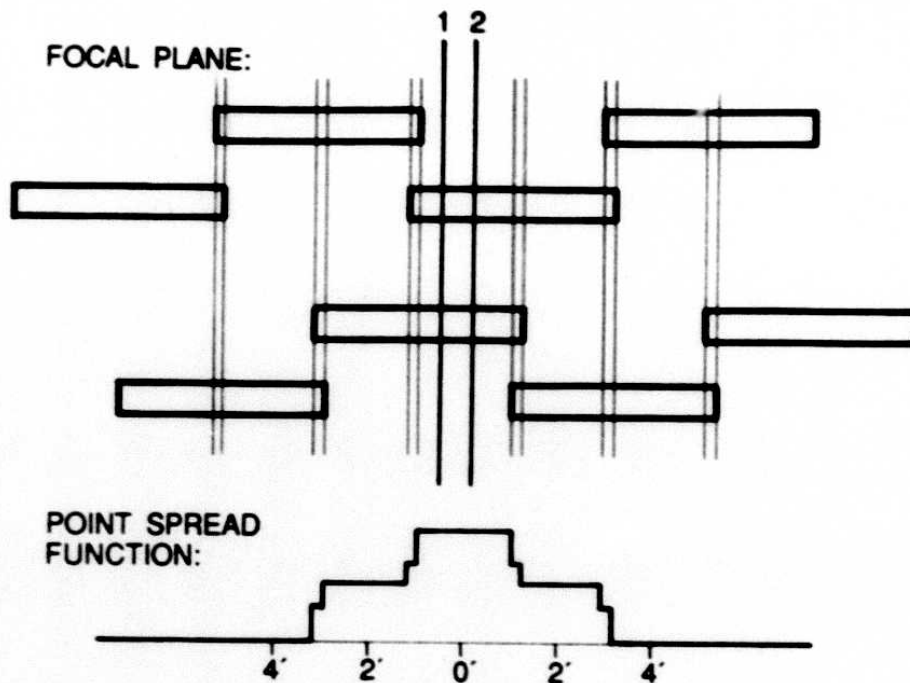 1 2
FOCAL PLANE:
POINT SPREAD
FUNCTION:
4′ 2′ 0′ 2′ 4′